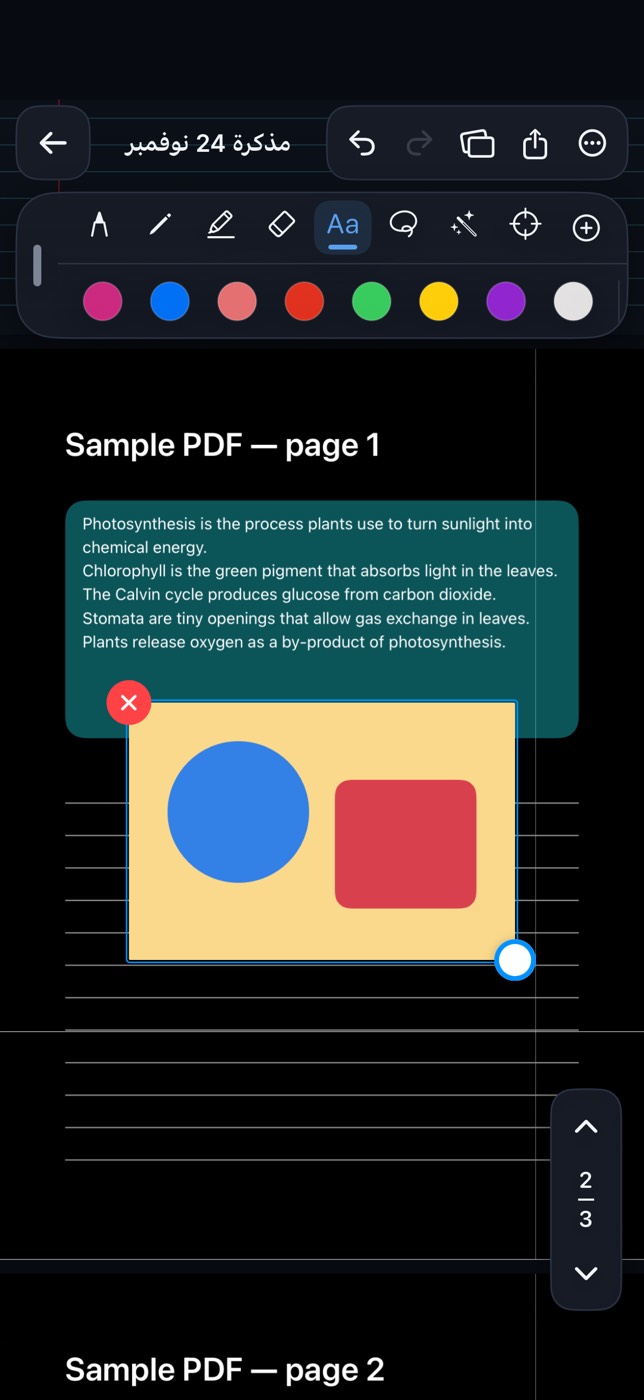 مذكرة 24 نوفمبر
Aa
Sample PDF — page 1
Photosynthesis is the process plants use to turn sunlight into
chemical energy.
Chlorophyll is the green pigment that absorbs light in the leaves.
The Calvin cycle produces glucose from carbon dioxide.
Stomata are tiny openings that allow gas exchange in leaves.
Plants release oxygen as a by-product of photosynthesis.
2
3
Sample PDF — page 2